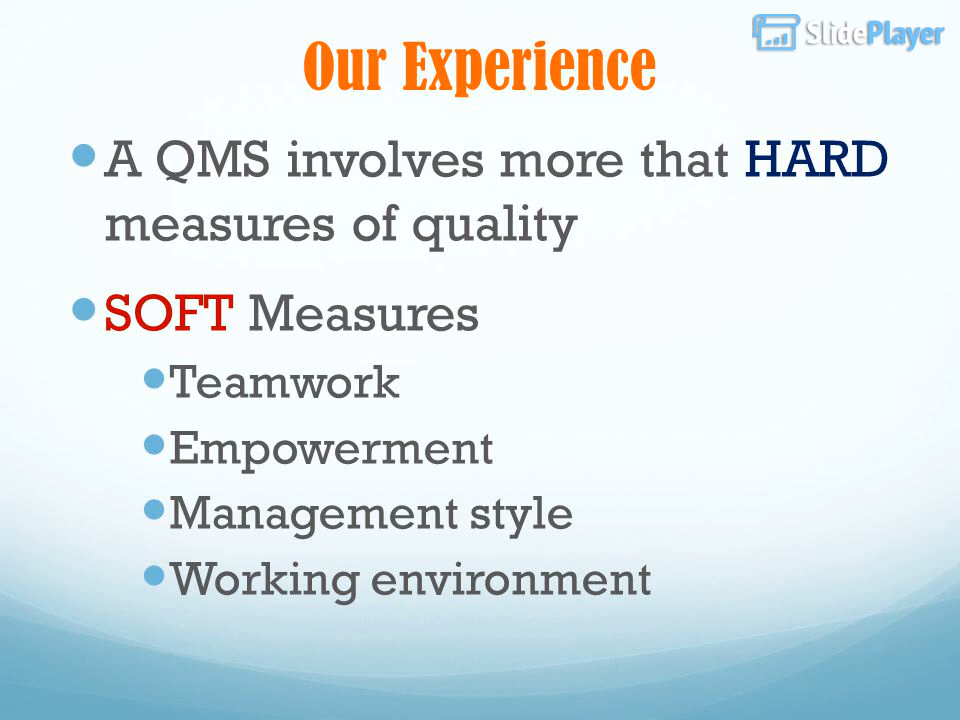 SlidePlayer
Our Experience
A QMS involves more that HARD
measures of quality
SOFT Measures
Teamwork
Empowerment
Management style
Working environment